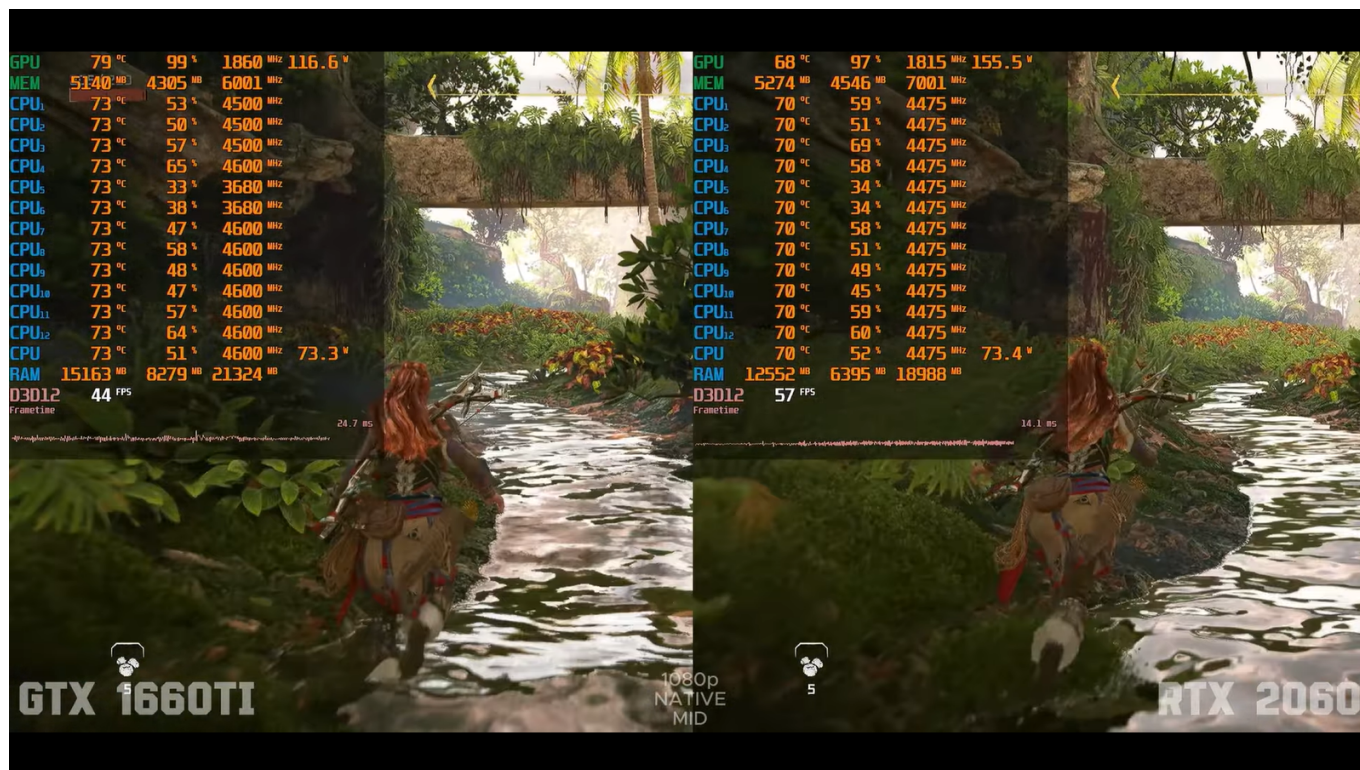 GPU 79 °C 99 % 1860 MHz 116.6 W
MEM 5140 MB 4305 MB 6001 MHz
CPU1 73 °C 53 % 4500 MHz
CPU2 73 °C 50 % 4500 MHz
CPU3 73 °C 57 % 4500 MHz
CPU4 73 °C 65 % 4600 MHz
CPU5 73 °C 33 % 3680 MHz
CPU6 73 °C 38 % 3680 MHz
CPU7 73 °C 47 % 4600 MHz
CPU8 73 °C 58 % 4600 MHz
CPU9 73 °C 48 % 4600 MHz
CPU10 73 °C 47 % 4600 MHz
CPU11 73 °C 57 % 4600 MHz
CPU12 73 °C 64 % 4600 MHz
CPU 73 °C 51 % 4600 MHz 73.3 W
RAM 15163 MB 8279 MB 21324 MB
D3D12 44 FPS
Frametime
24.7 ms
5
GTX 1660TI
GPU 68 °C 97 % 1815 MHz 155.5 W
MEM 5274 MB 4546 MB 7001 MHz
CPU1 70 °C 59 % 4475 MHz
CPU2 70 °C 51 % 4475 MHz
CPU3 70 °C 69 % 4475 MHz
CPU4 70 °C 58 % 4475 MHz
CPU5 70 °C 34 % 4475 MHz
CPU6 70 °C 34 % 4475 MHz
CPU7 70 °C 58 % 4475 MHz
CPU8 70 °C 51 % 4475 MHz
CPU9 70 °C 49 % 4475 MHz
CPU10 70 °C 45 % 4475 MHz
CPU11 70 °C 59 % 4475 MHz
CPU12 70 °C 60 % 4475 MHz
CPU 70 °C 52 % 4475 MHz 73.4 W
RAM 12552 MB 6395 MB 18988 MB
D3D12 57 FPS
Frametime
14.1 ms
5
RTX 2060
1080p
NATIVE
MID